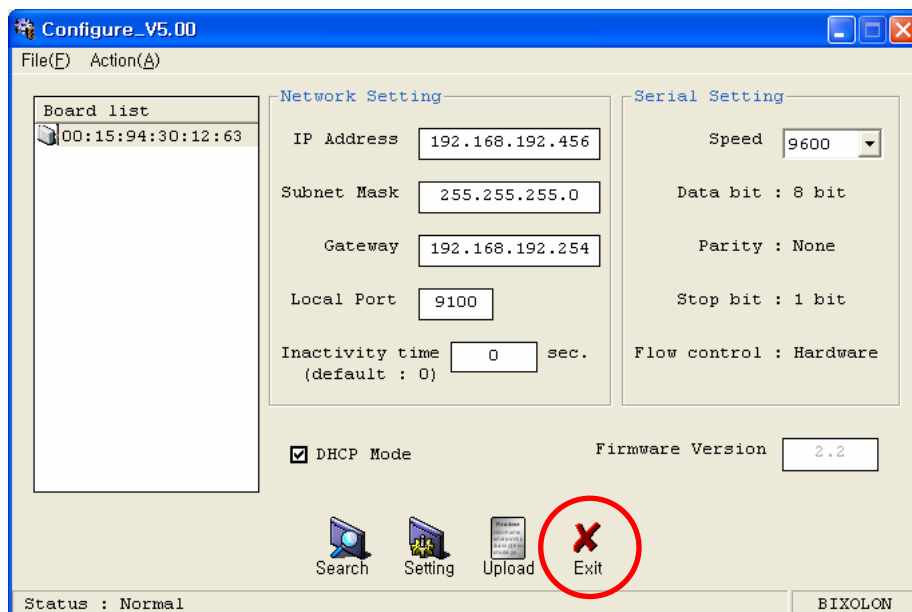 Configure_V5.00
File(F) Action(A)
Board list
00:15:94:30:12:63
Network Setting
IP Address 192.168.192.456
Subnet Mask 255.255.255.0
Gateway 192.168.192.254
Local Port 9100
Inactivity time 0 sec.
(default : 0)
Serial Setting
Speed 9600
Data bit : 8 bit
Parity : None
Stop bit : 1 bit
Flow control : Hardware
DHCP Mode
Firmware Version 2.2
Search Setting Upload Exit
Status : Normal BIXOLON